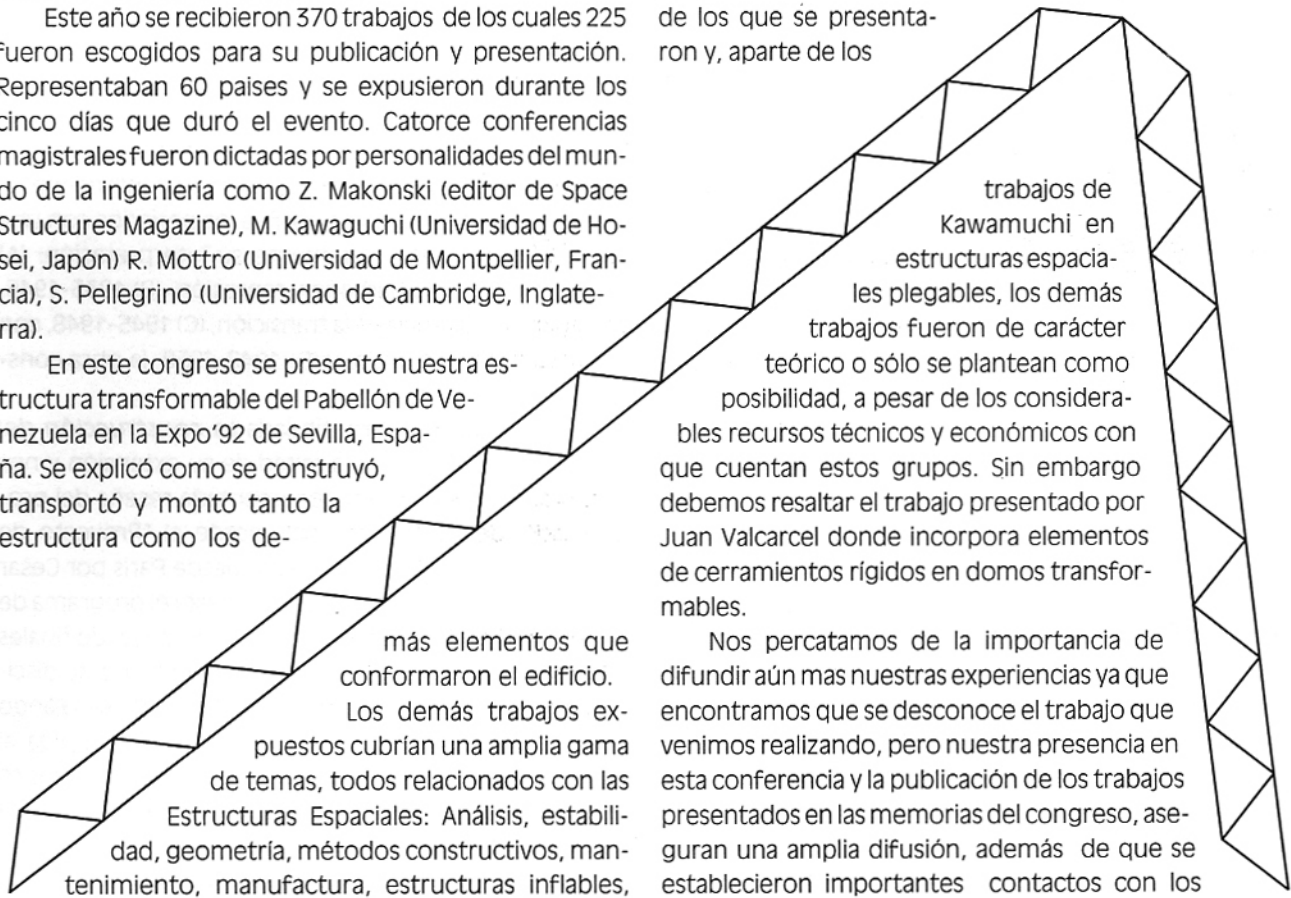 Este año se recibieron 370 trabajos de los cuales 225
fueron escogidos para su publicación y presentación.
Representaban 60 paises y se expusieron durante los
cinco días que duró el evento. Catorce conferencias
magistrales fueron dictadas por personalidades del mun-
do de la ingeniería como Z. Makonski (editor de Space
Structures Magazine), M. Kawaguchi (Universidad de Ho-
sei, Japón) R. Mottro (Universidad de Montpellier, Fran-
cia), S. Pellegrino (Universidad de Cambridge, Inglate-
rra).
En este congreso se presentó nuestra es-
tructura transformable del Pabellón de Ve-
nezuela en la Expo'92 de Sevilla, Espa-
ña. Se explicó como se construyó,
transportó y montó tanto la
estructura como los de-
más elementos que
conformaron el edificio.
Los demás trabajos ex-
puestos cubrían una amplia gama
de temas, todos relacionados con las
Estructuras Espaciales: Análisis, estabili-
dad, geometría, métodos constructivos, man-
tenimiento, manufactura, estructuras inflables,
de los que se presenta-
ron y, aparte de los
trabajos de
Kawamuchi en
estructuras espacia-
les plegables, los demás
trabajos fueron de carácter
teórico o sólo se plantean como
posibilidad, a pesar de los considera-
bles recursos técnicos y económicos con
que cuentan estos grupos. Sin embargo
debemos resaltar el trabajo presentado por
Juan Valcarcel donde incorpora elementos
de cerramientos rígidos en domos transfor-
mables.
Nos percatamos de la importancia de
difundir aún mas nuestras experiencias ya que
encontramos que se desconoce el trabajo que
venimos realizando, pero nuestra presencia en
esta conferencia y la publicación de los trabajos
presentados en las memorias del congreso, ase-
guran una amplia difusión, además de que se
establecieron importantes contactos con los